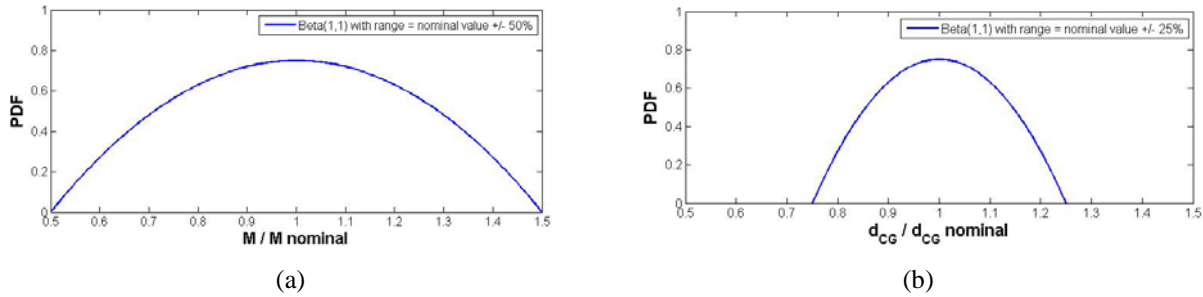 Beta(1,1) with range = nominal value +/- 50%
1
0.8
0.6
0.4
0.2
0
PDF
0.5 0.6 0.7 0.8 0.9 1 1.1 1.2 1.3 1.4 1.5
M / M nominal
(a)
Beta(1,1) with range = nominal value +/- 25%
1
0.8
0.6
0.4
0.2
0
PDF
0.5 0.6 0.7 0.8 0.9 1 1.1 1.2 1.3 1.4 1.5
d_CG / d_CG nominal
(b)